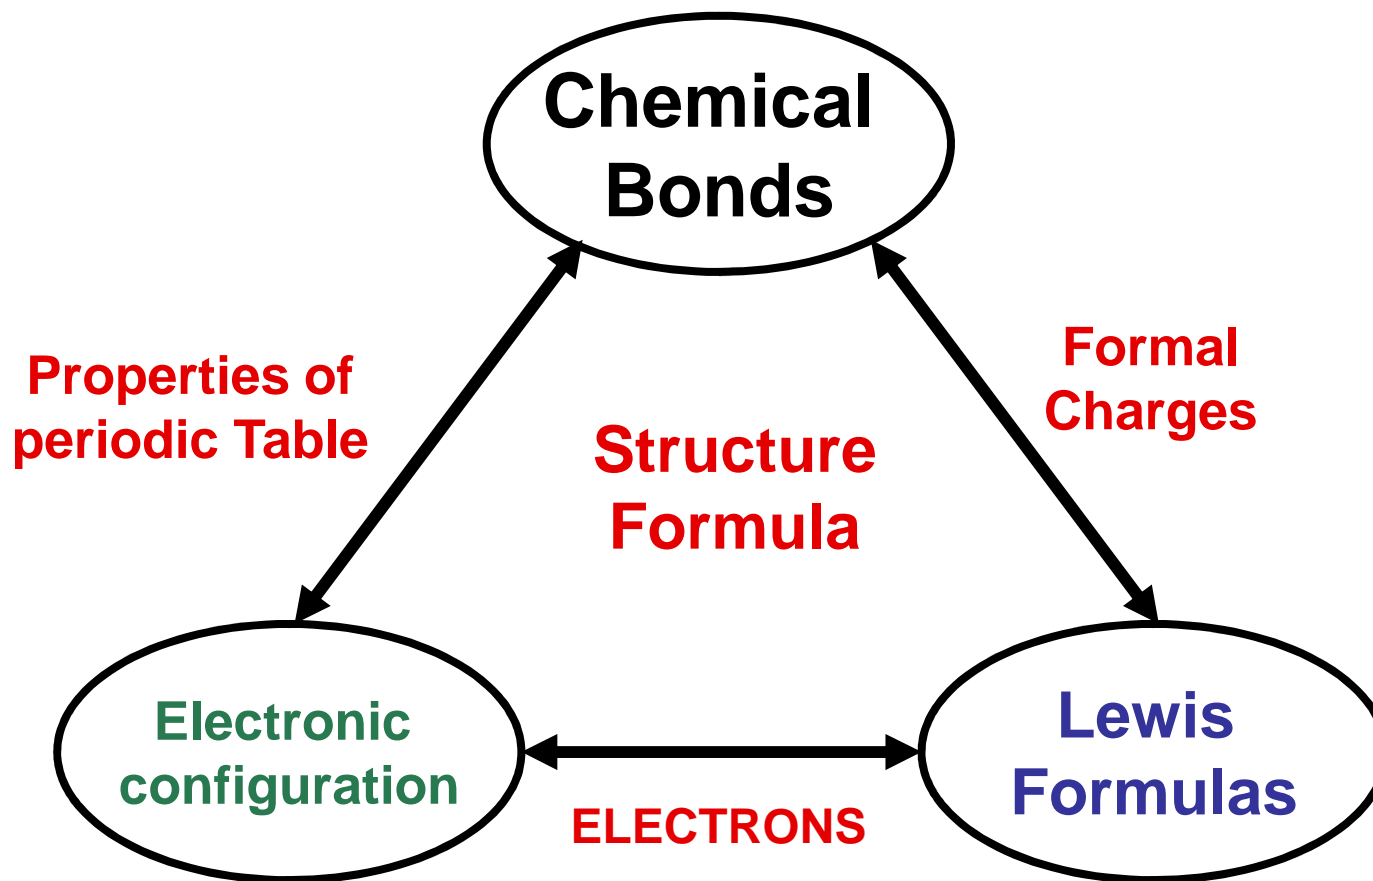 Chemical
Bonds
Properties of
periodic Table
Formal
Charges
Structure
Formula
Electronic
configuration
Lewis
Formulas
ELECTRONS